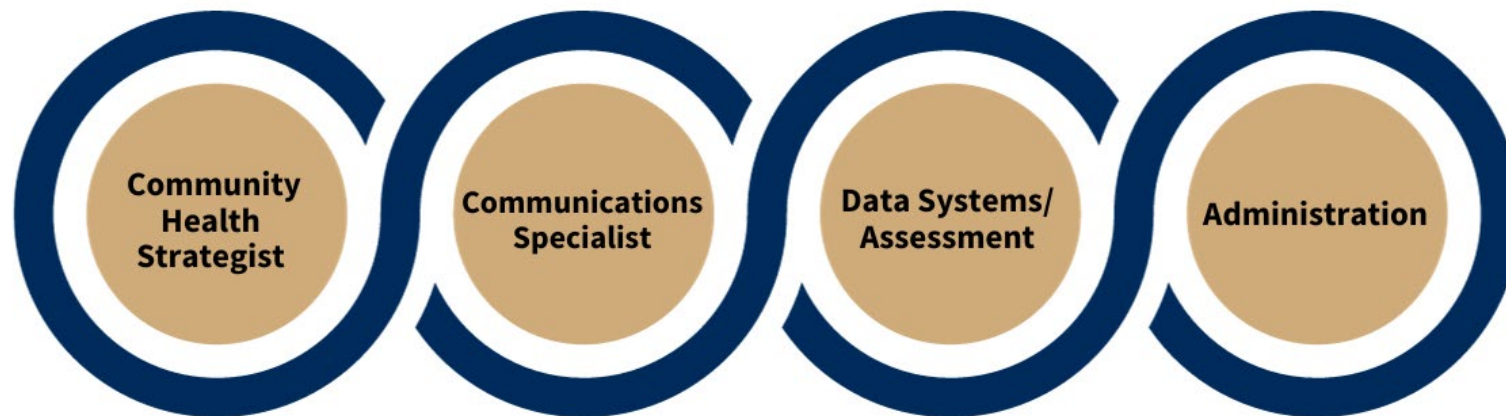 Community
Health
Strategist
Communications
Specialist
Data Systems/
Assessment
Administration